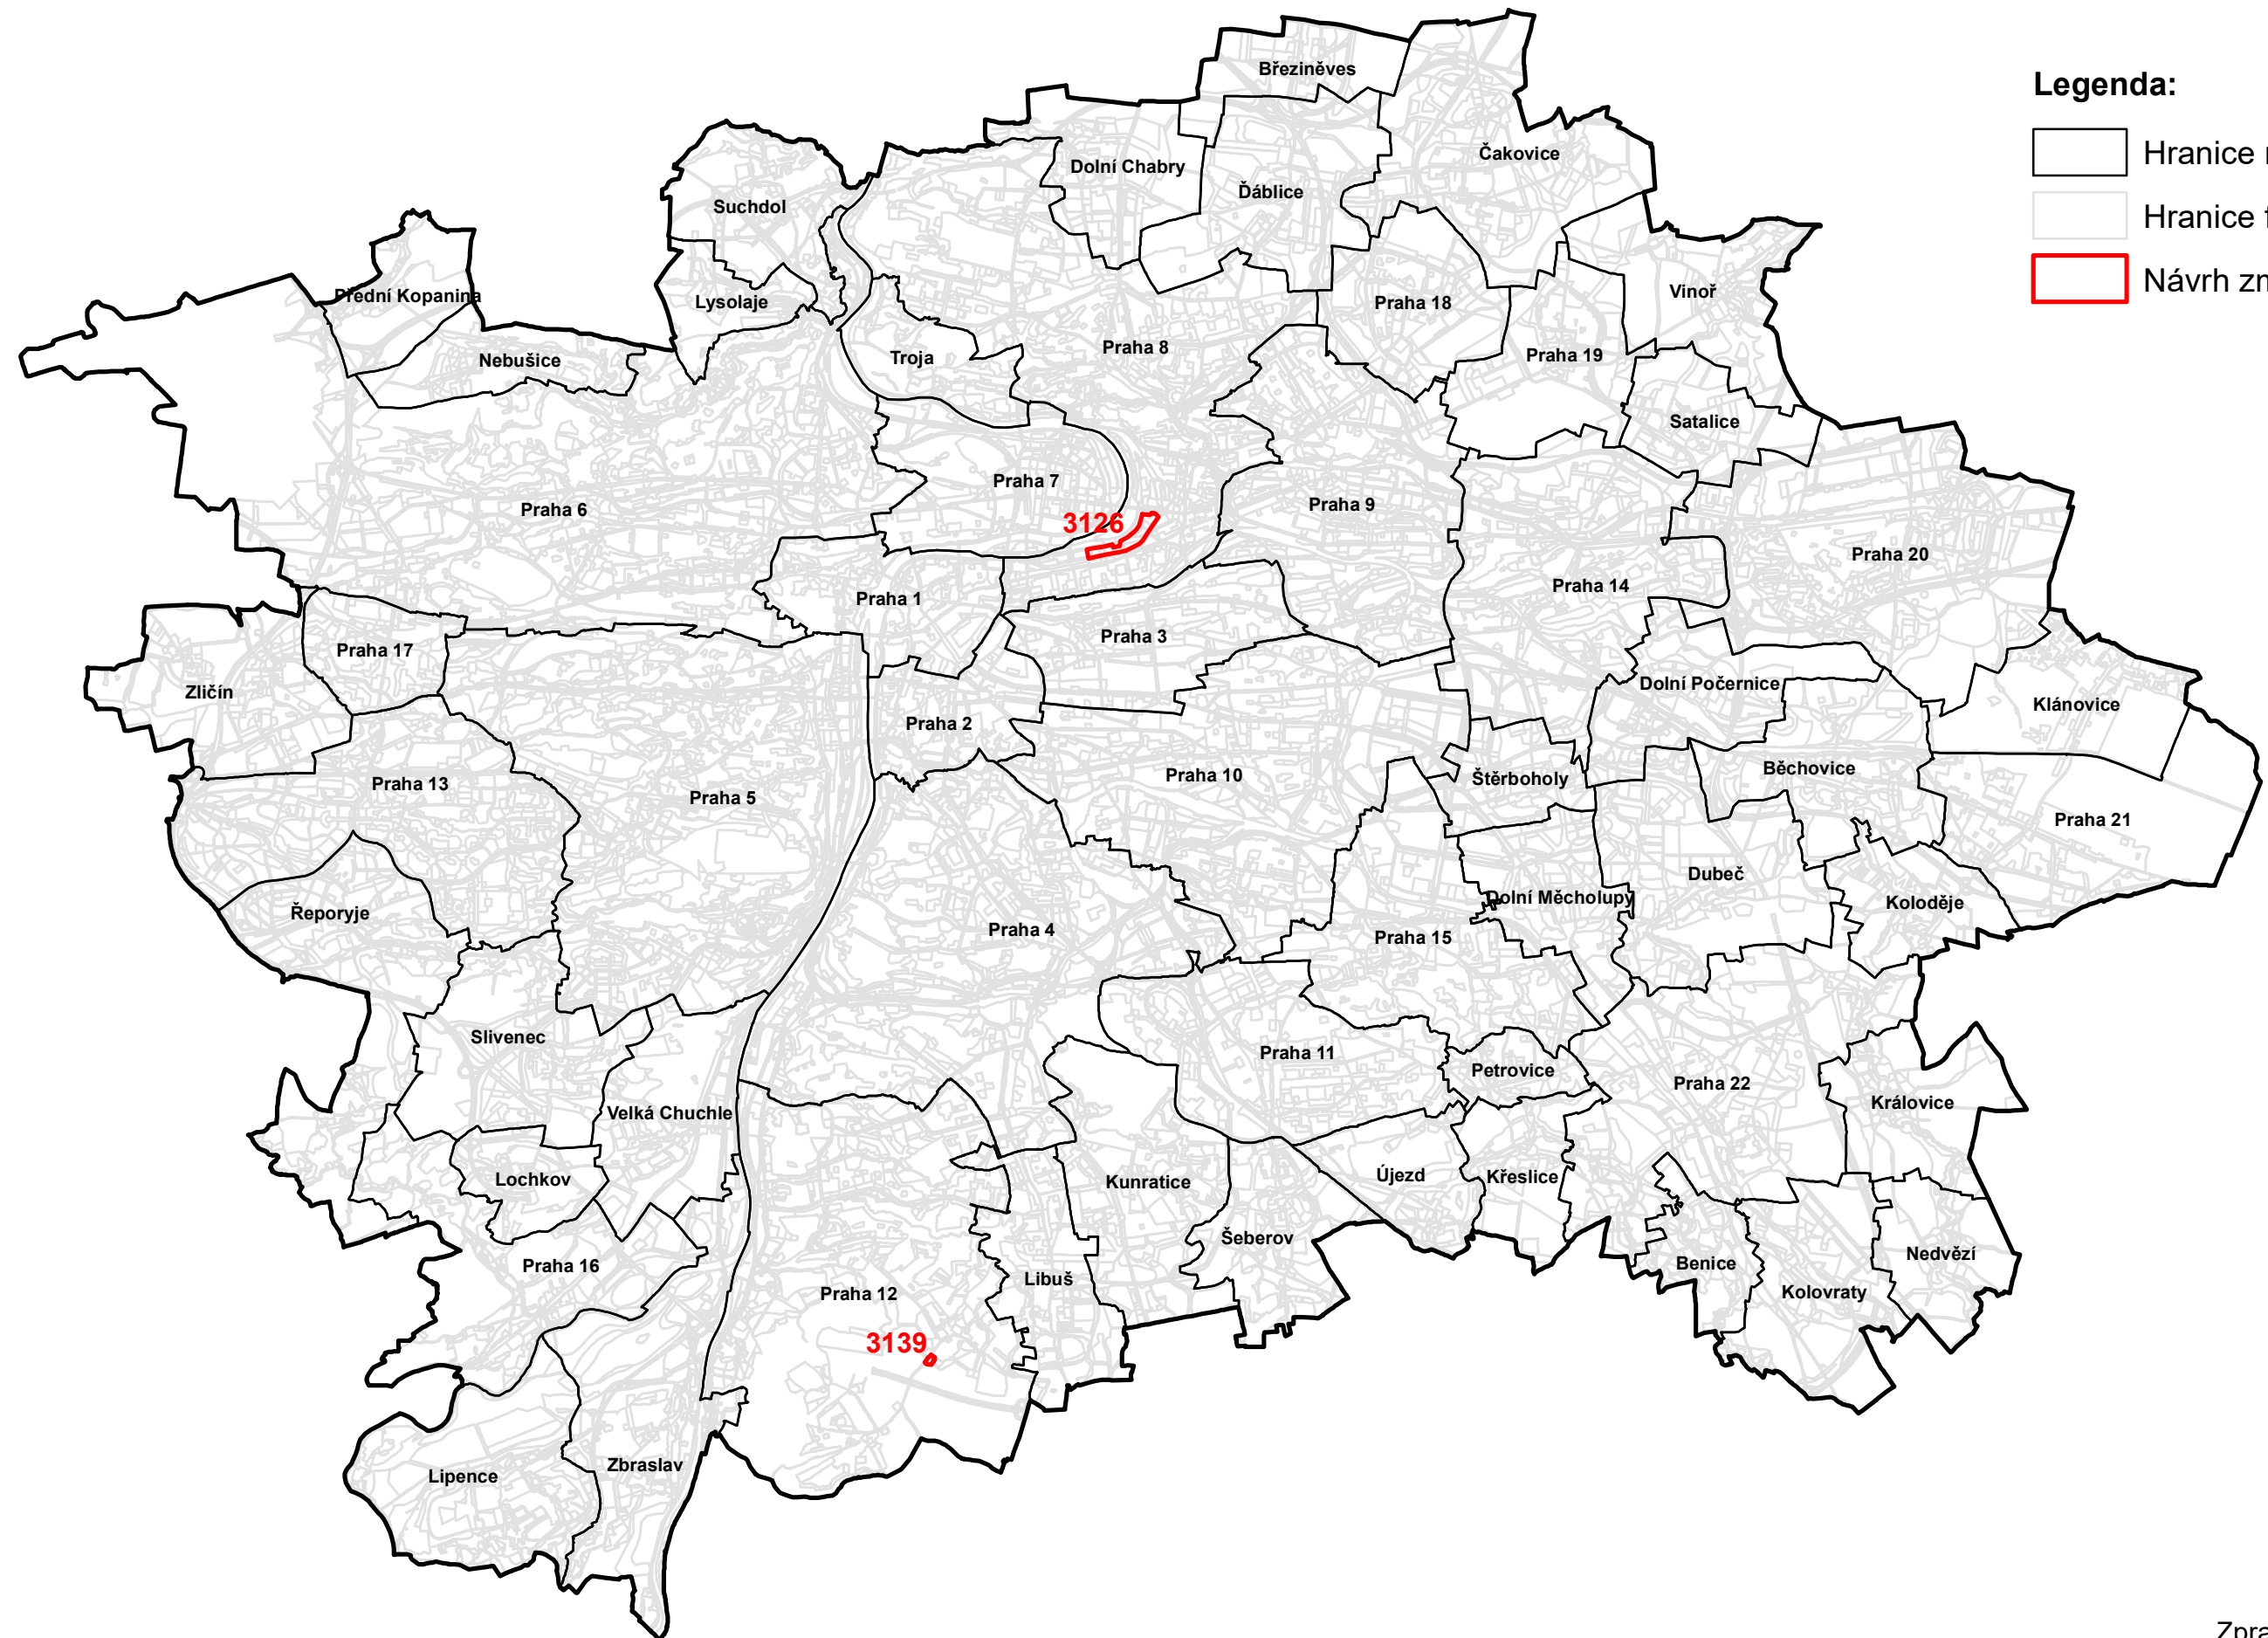 Legenda:
Hranice
Hranice
Návrh
Březiněves
Čakovice
Dolní Chabry
Ďáblice
Suchdol
Přední Kopanina
Lysolaje
Vinoř
Praha 18
Nebušice
Troja
Praha 8
Praha 19
Satalice
Praha 7
Praha 6
Praha 9
3126
Praha 20
Praha 14
Praha 1
Praha 3
Praha 17
Zličín
Dolní Počernice
Klánovice
Praha 2
Praha 13
Praha 5
Praha 10
Štěrboholy
Běchovice
Praha 21
Dubeč
Koloděje
Řeporyje
Dolní Měcholupy
Praha 4
Praha 15
Slivenec
Praha 11
Petrovice
Praha 22
Velká Chuchle
Královice
Lochkov
Kunratice
Újezd
Křeslice
Šeberov
Nedvězí
Benice
Praha 16
Libuš
Praha 12
Kolovraty
3139
Zbraslav
Lipence